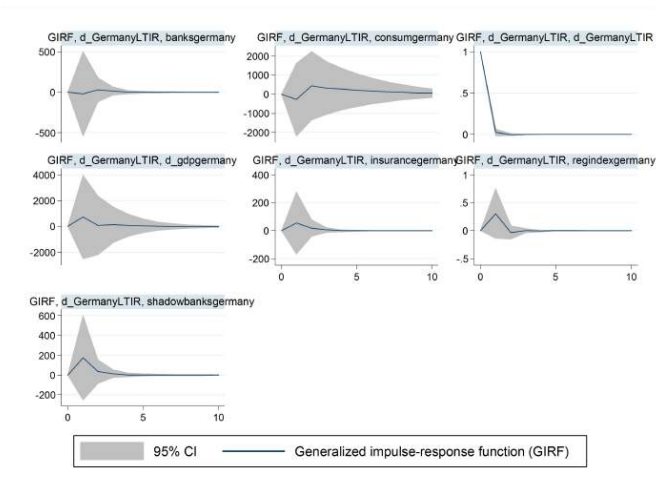 GIRF, d_GermanyLTIR, banksgermany
500
0
-500
GIRF, d_GermanyLTIR, consumgermany
2000
1000
0
-1000
-2000
GIRF, d_GermanyLTIR, d_GermanyLTIR
1
.5
0
GIRF, d_GermanyLTIR, d_gdpgermany
4000
2000
0
-2000
GIRF, d_GermanyLTIR, insurancegermany
400
200
0
-200
0 5 10
GIRF, d_GermanyLTIR, regindexgermany
1
.5
0
-.5
0 5 10
GIRF, d_GermanyLTIR, shadowbanksgermany
600
400
200
0
-200
0 5 10
95% CI Generalized impulse-response function (GIRF)